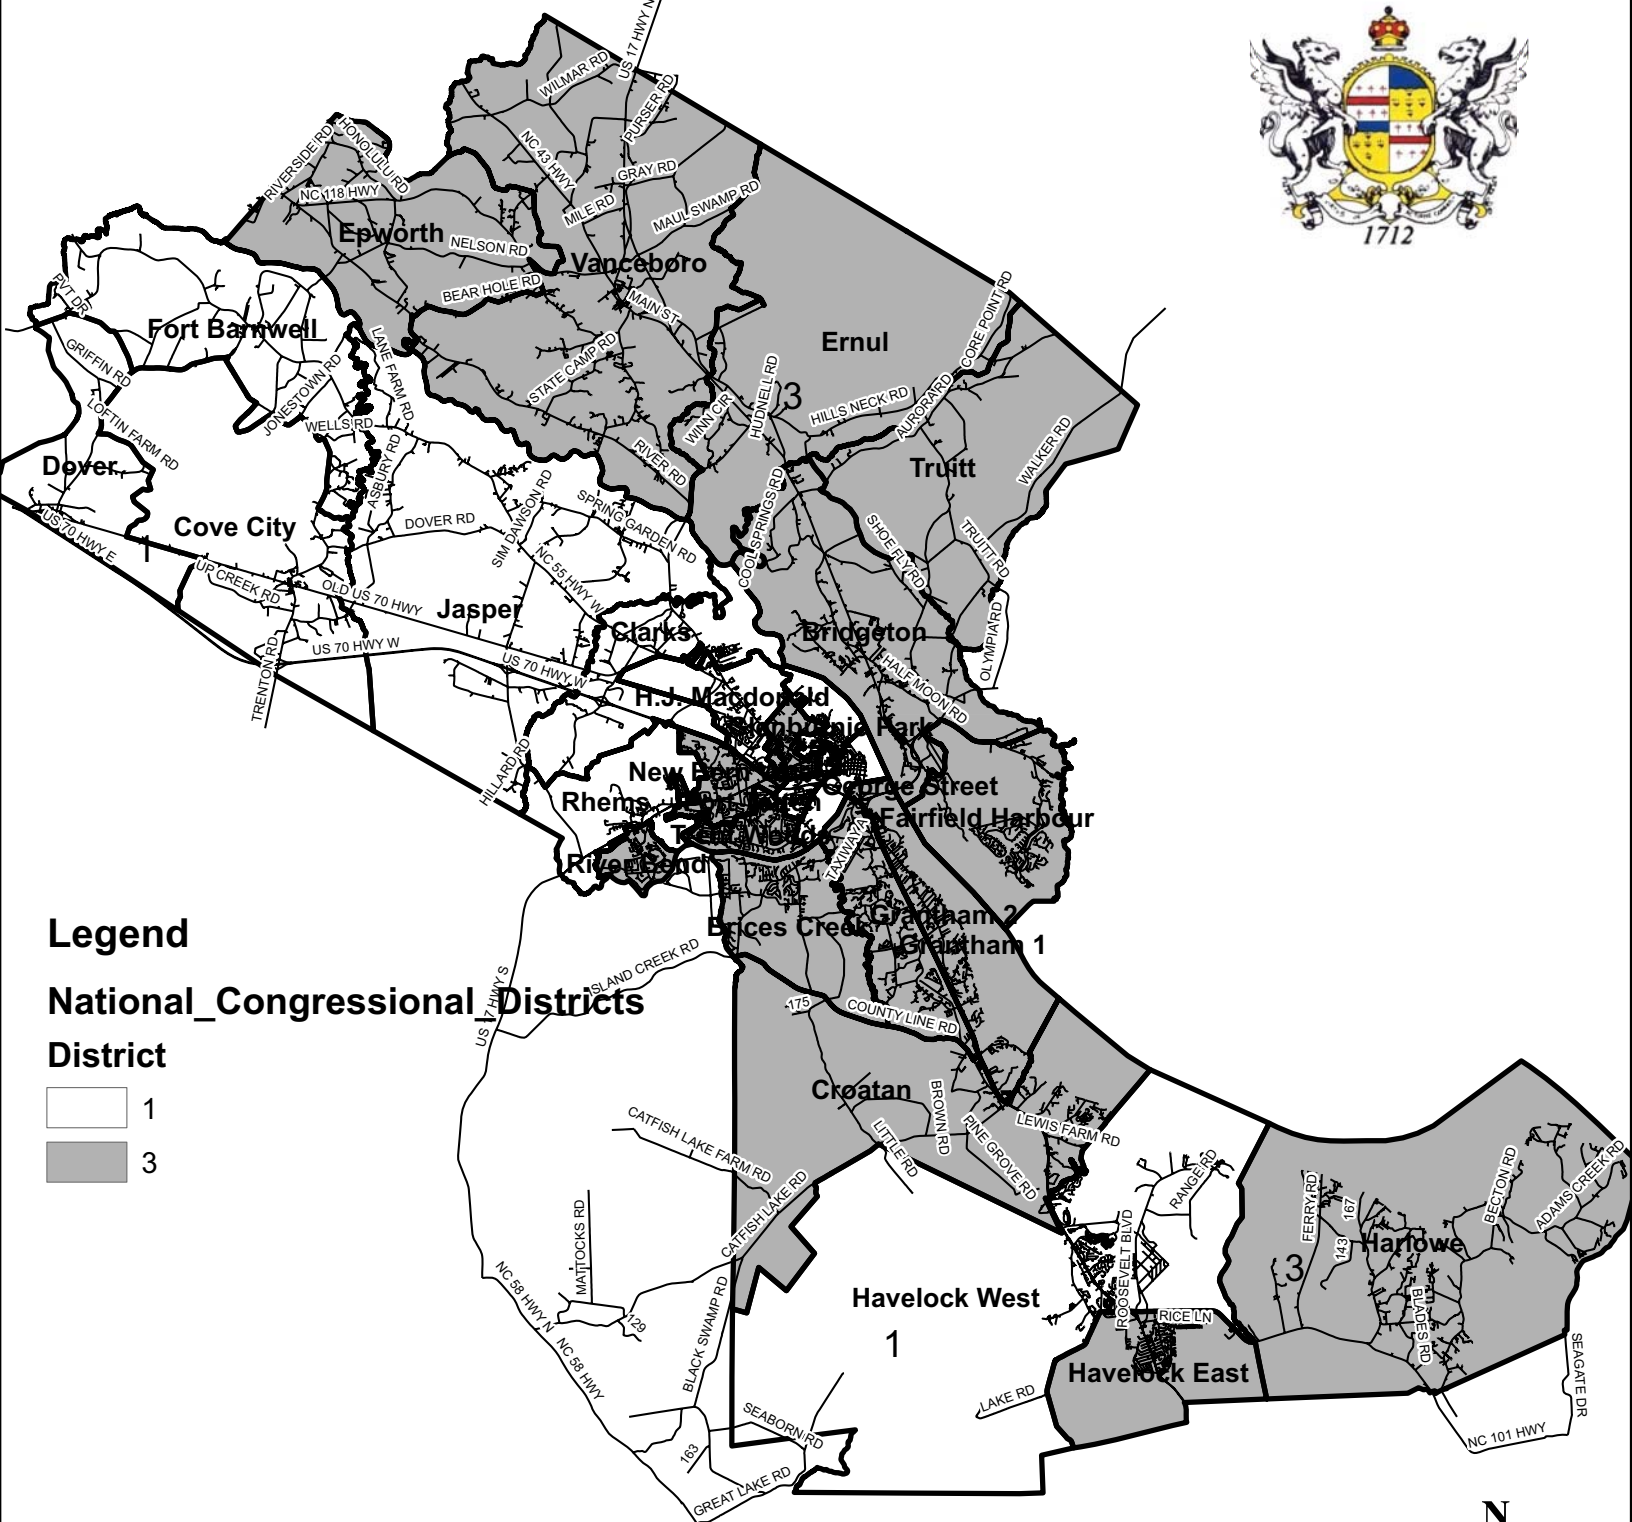 US 17 HWY N
WILMAR RD
PURSER RD
HONOLULU RD
RIVERSIDE RD
NC 43 HWY
GRAY RD
NC 118 HWY
MILE RD
MAUL SWAMP RD
1712
Epworth
NELSON RD
Vanceboro
BEAR HOLE RD
PVT DR
MAIN ST
CORE POINT RD
Fort Barnwell
LANE FARM RD
Ernul
GRIFFIN RD
JONESTOWN RD
STATE CAMP RD
HUDNELL RD
3
HILLS NECK RD
AURORA RD
LOFTIN FARM RD
WELLS RD
WINN CIR
Dover
ASBURY RD
RIVER RD
Truitt
WALKER RD
US 70 HWY E
Cove City
1
DOVER RD
SIM DAWSON RD
SPRING GARDEN RD
COOL SPRINGS RD
SHOE FLY RD
TRUITT RD
UP CREEK RD
OLD US 70 HWY
NC 55 HWY W
Jasper
Clarks
Bridgeton
OLYMPIA RD
US 70 HWY W
US 70 HWY W
HALF MOON RD
TRENTON RD
H.J. Macdonald
HILLARD RD
Rhems
George Street
Fairfield Harbour
TAXIWAY A
River Bend
Brices Creek
Grantham 2
Grantham 1
Legend
National_Congressional_Districts
District
1
3
US 17 HWY S
ISLAND CREEK RD
175
COUNTY LINE RD
Croatan
BROWN RD
PINE GROVE RD
LEWIS FARM RD
LITTLE RD
CATFISH LAKE FARM RD
CATFISH LAKE RD
MATTOCKS RD
RANGE RD
FERRY RD
167
143
BECTON RD
ADAMS CREEK RD
Harlowe
3
ROOSEVELT BLVD
NC 58 HWY N
129
BLACK SWAMP RD
Havelock West
1
RICE LN
BLADES RD
NC 58 HWY
Havelock East
LAKE RD
SEAGATE DR
SEABORN RD
163
NC 101 HWY
GREAT LAKE RD
N